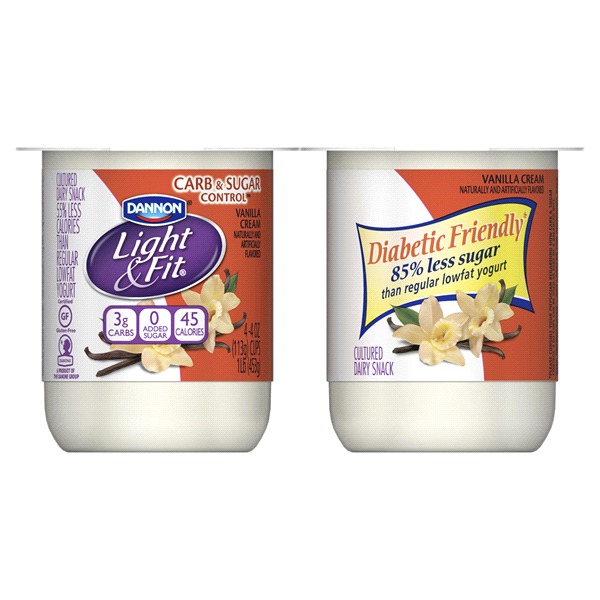 CULTURED
DAIRY SNACK
55% LESS
CALORIES
THAN
REGULAR
LOWFAT
YOGURT
Certified
GF
Gluten-Free
DANONE
A PRODUCT OF
THE DANONE GROUP
CARB & SUGAR
CONTROL™
DANNON®
Light
& Fit®
VANILLA
CREAM
NATURALLY AND
ARTIFICIALLY
FLAVORED
3g
CARBS
0
ADDED
SUGAR
45
CALORIES
4-4 OZ
(113g) CUPS
1LB (453g)
VANILLA CREAM
NATURALLY AND ARTIFICIALLY FLAVORED
Diabetic Friendly*
85% less sugar
than regular lowfat yogurt
CULTURED
DAIRY SNACK